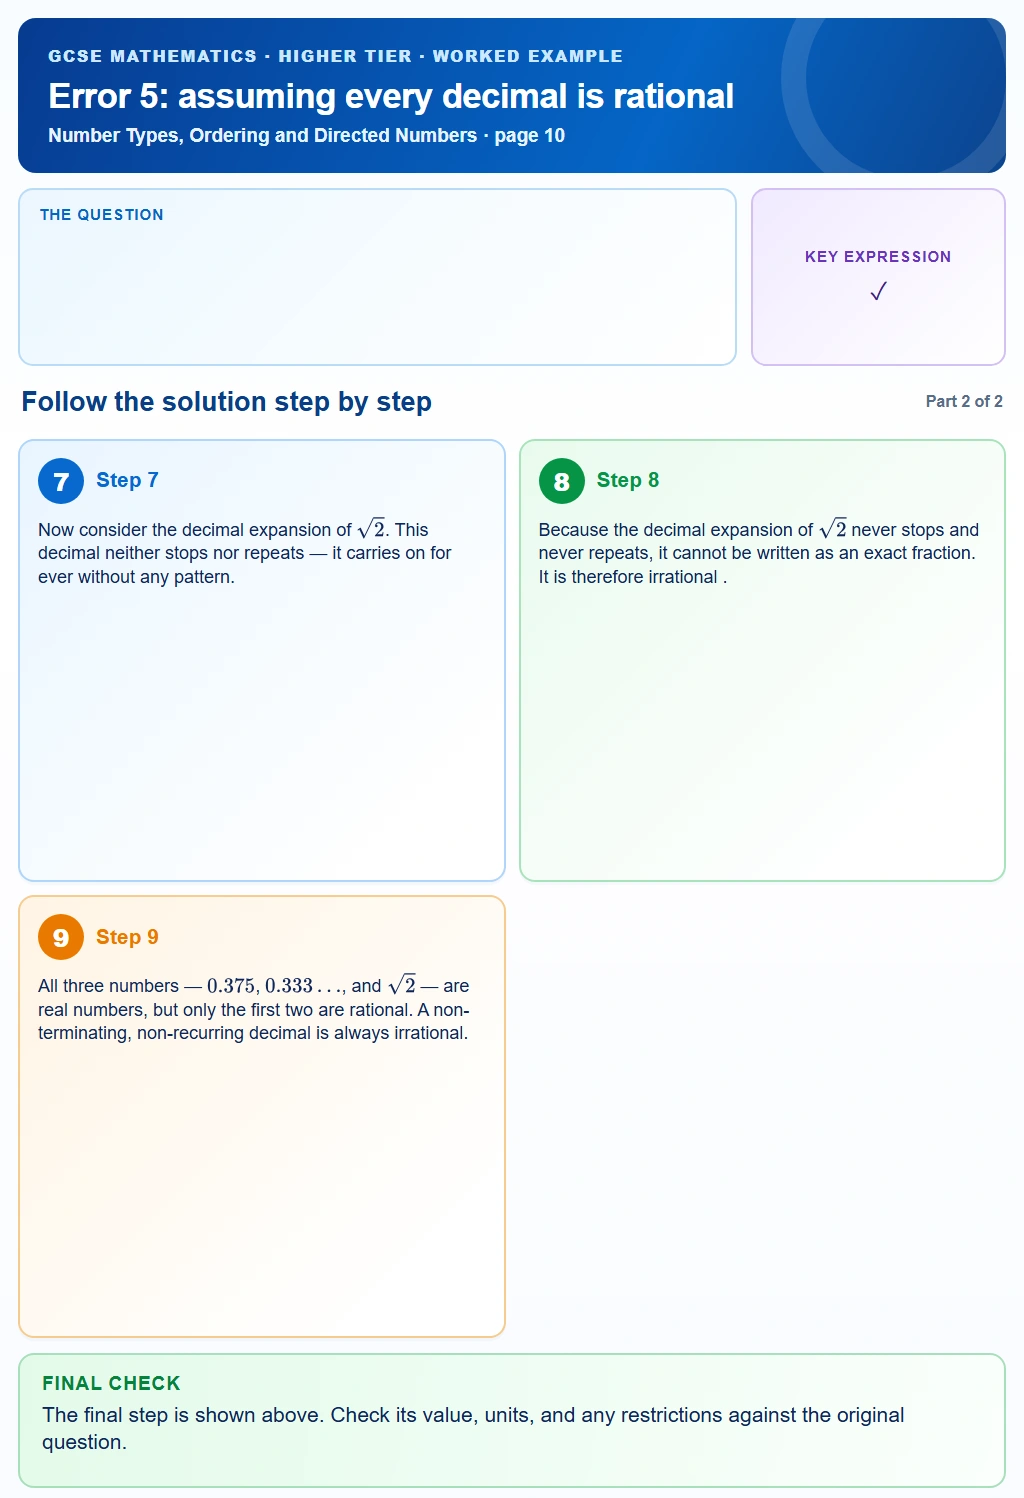 GCSE MATHEMATICS · HIGHER TIER · WORKED EXAMPLE
Error 5: assuming every decimal is rational
Number Types, Ordering and Directed Numbers · page 10
THE QUESTION
KEY EXPRESSION
✓
Follow the solution step by step
Part 2 of 2
7 Step 7
Now consider the decimal expansion of √2. This
decimal neither stops nor repeats — it carries on for
ever without any pattern.
8 Step 8
Because the decimal expansion of √2 never stops and
never repeats, it cannot be written as an exact fraction.
It is therefore irrational .
9 Step 9
All three numbers — 0.375, 0.333…, and √2 — are
real numbers, but only the first two are rational. A non-
terminating, non-recurring decimal is always irrational.
FINAL CHECK
The final step is shown above. Check its value, units, and any restrictions against the original
question.